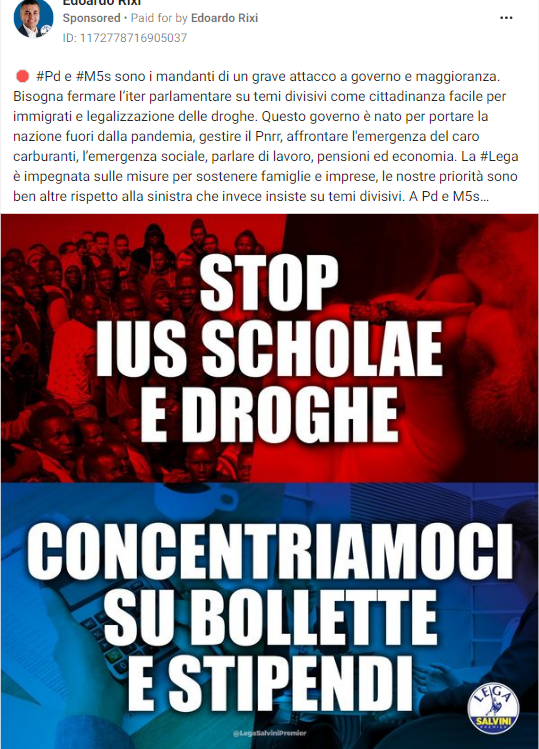 Edoardo Rixi
Sponsored • Paid for by Edoardo Rixi
ID: 1172778716905037
🔴 #Pd e #M5s sono i mandanti di un grave attacco a governo e maggioranza.
Bisogna fermare l'iter parlamentare su temi divisivi come cittadinanza facile per
immigrati e legalizzazione delle droghe. Questo governo è nato per portare la
nazione fuori dalla pandemia, gestire il Pnrr, affrontare l'emergenza del caro
carburanti, l'emergenza sociale, parlare di lavoro, pensioni ed economia. La #Lega
è impegnata sulle misure per sostenere famiglie e imprese, le nostre priorità sono
ben altre rispetto alla sinistra che invece insiste su temi divisivi. A Pd e M5s...
STOP
IUS SCHOLAE
E DROGHE
CONCENTRIAMOCI
SU BOLLETTE
E STIPENDI
LEGA
SALVINI
PREMIER
@LegaSalviniPremier